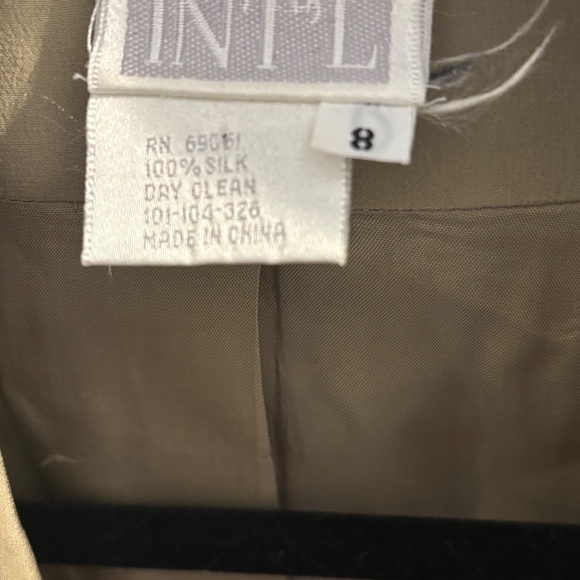 INT'L
8
RN 69061
100% SILK
DRY CLEAN
101-104-326
MADE IN CHINA